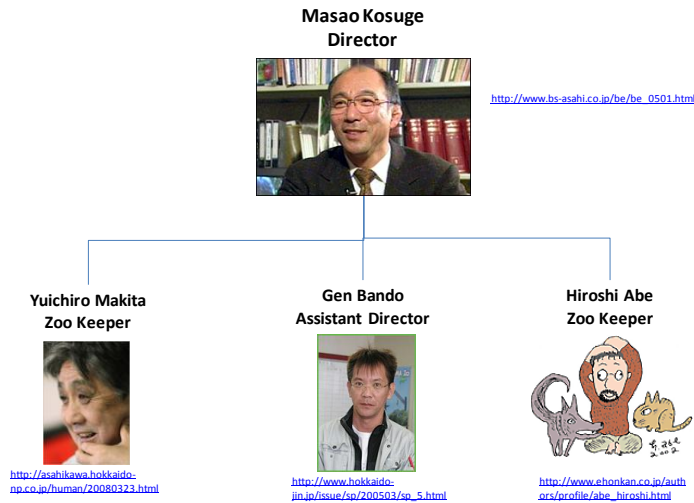 Masao Kosuge
Director
http://www.bs-asahi.co.jp/be/be_0501.html
Yuichiro Makita
Zoo Keeper
Gen Bando
Assistant Director
Hiroshi Abe
Zoo Keeper
http://asahikawa.hokkaido-
np.co.jp/human/20080323.html
http://www.hokkaido-
jin.jp/issue/sp/200503/sp_5.html
http://www.ehonkan.co.jp/auth
ors/profile/abe_hiroshi.html